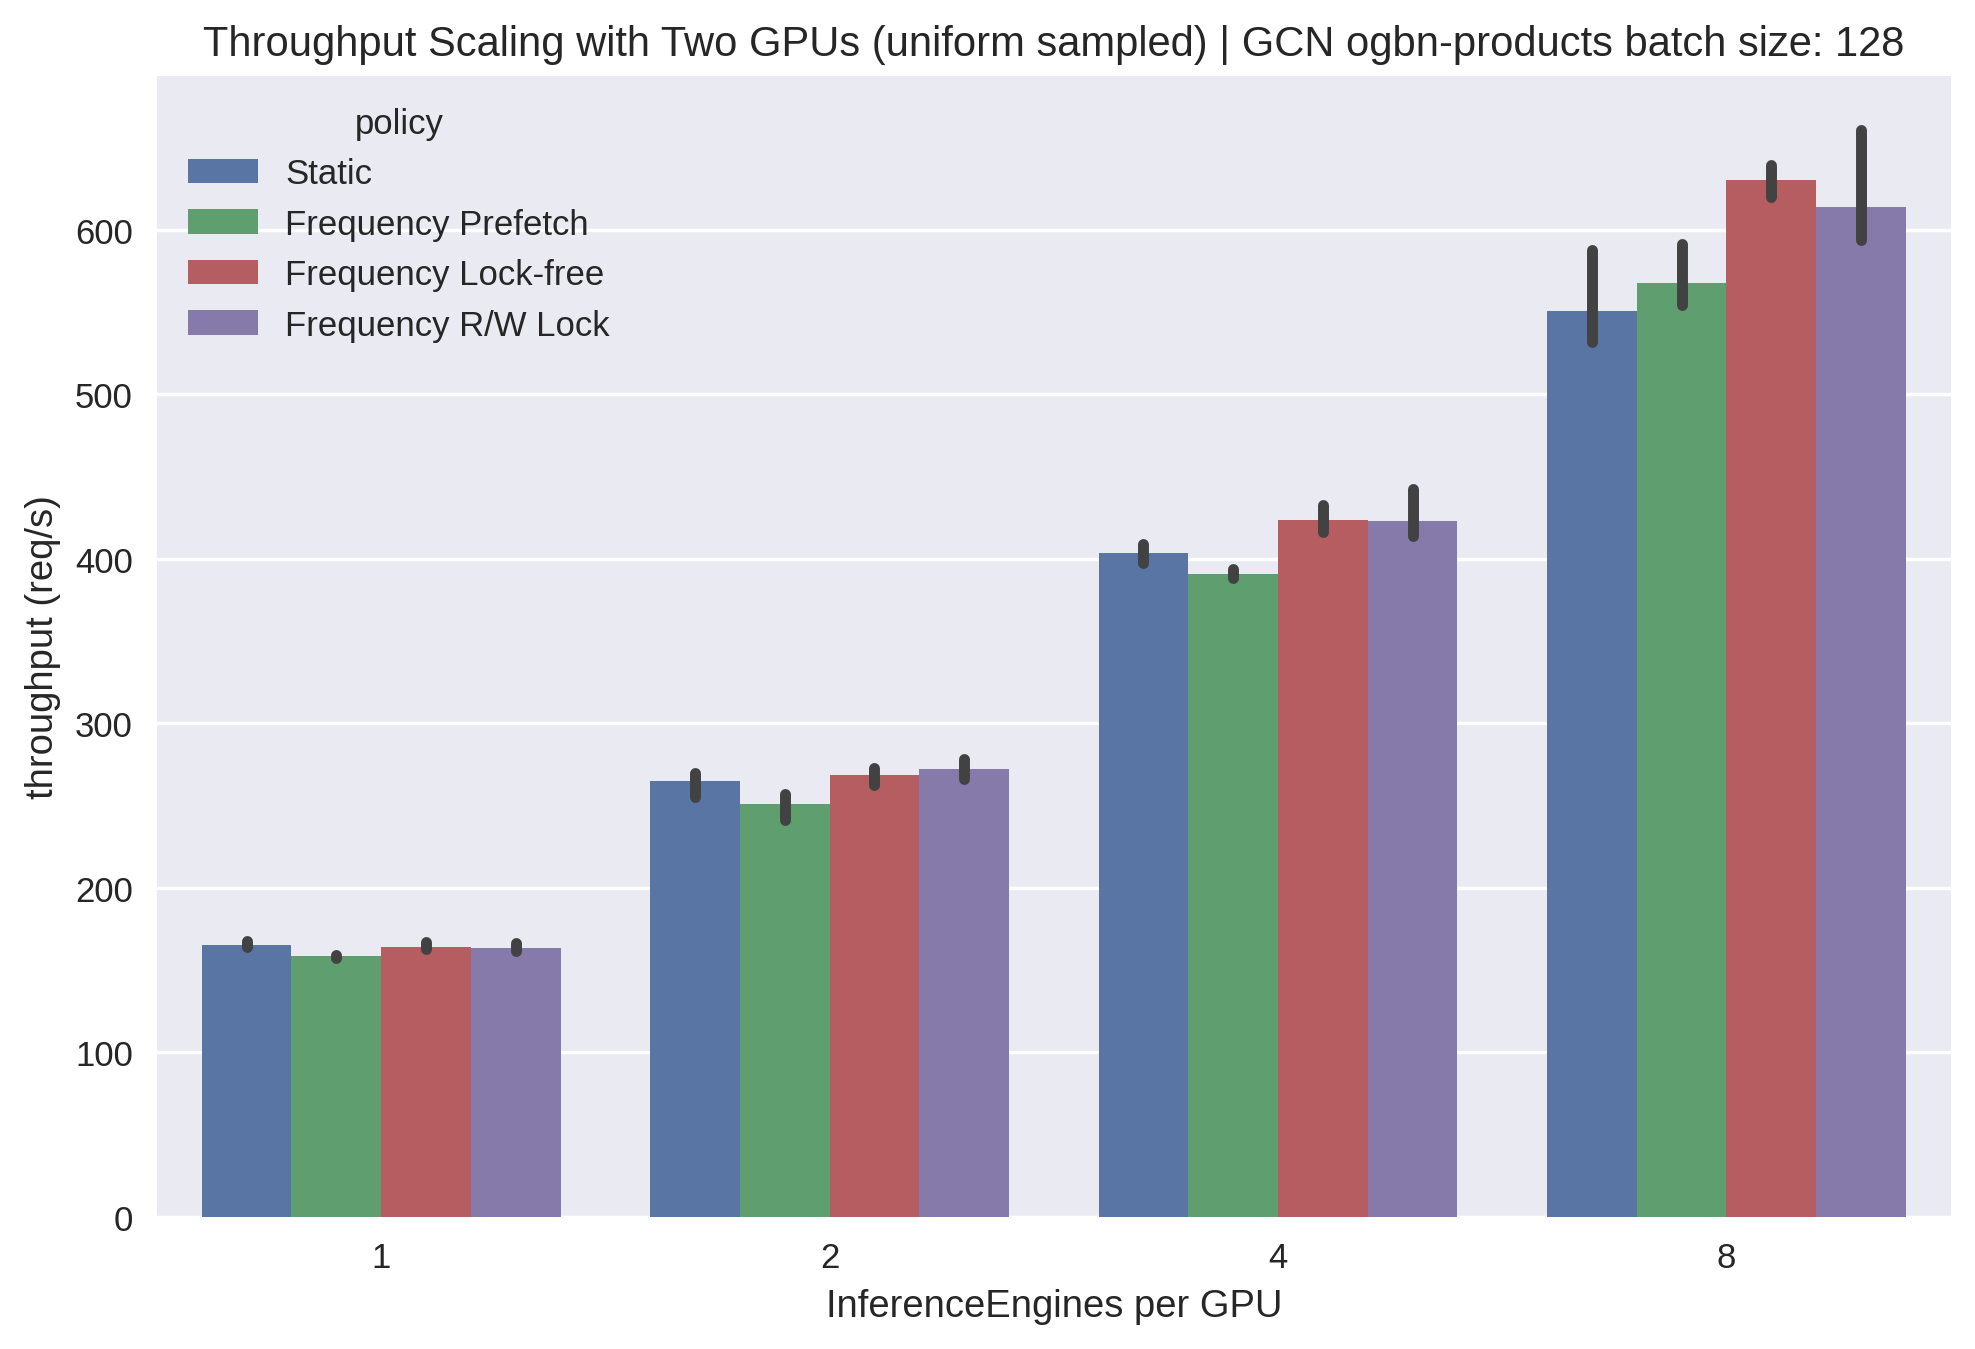 Throughput Scaling with Two GPUs (uniform sampled) | GCN ogbn-products batch size: 128
policy
Static
Frequency Prefetch
Frequency Lock-free
Frequency R/W Lock
throughput (req/s)
600
500
400
300
200
100
0
1
2
4
8
InferenceEngines per GPU